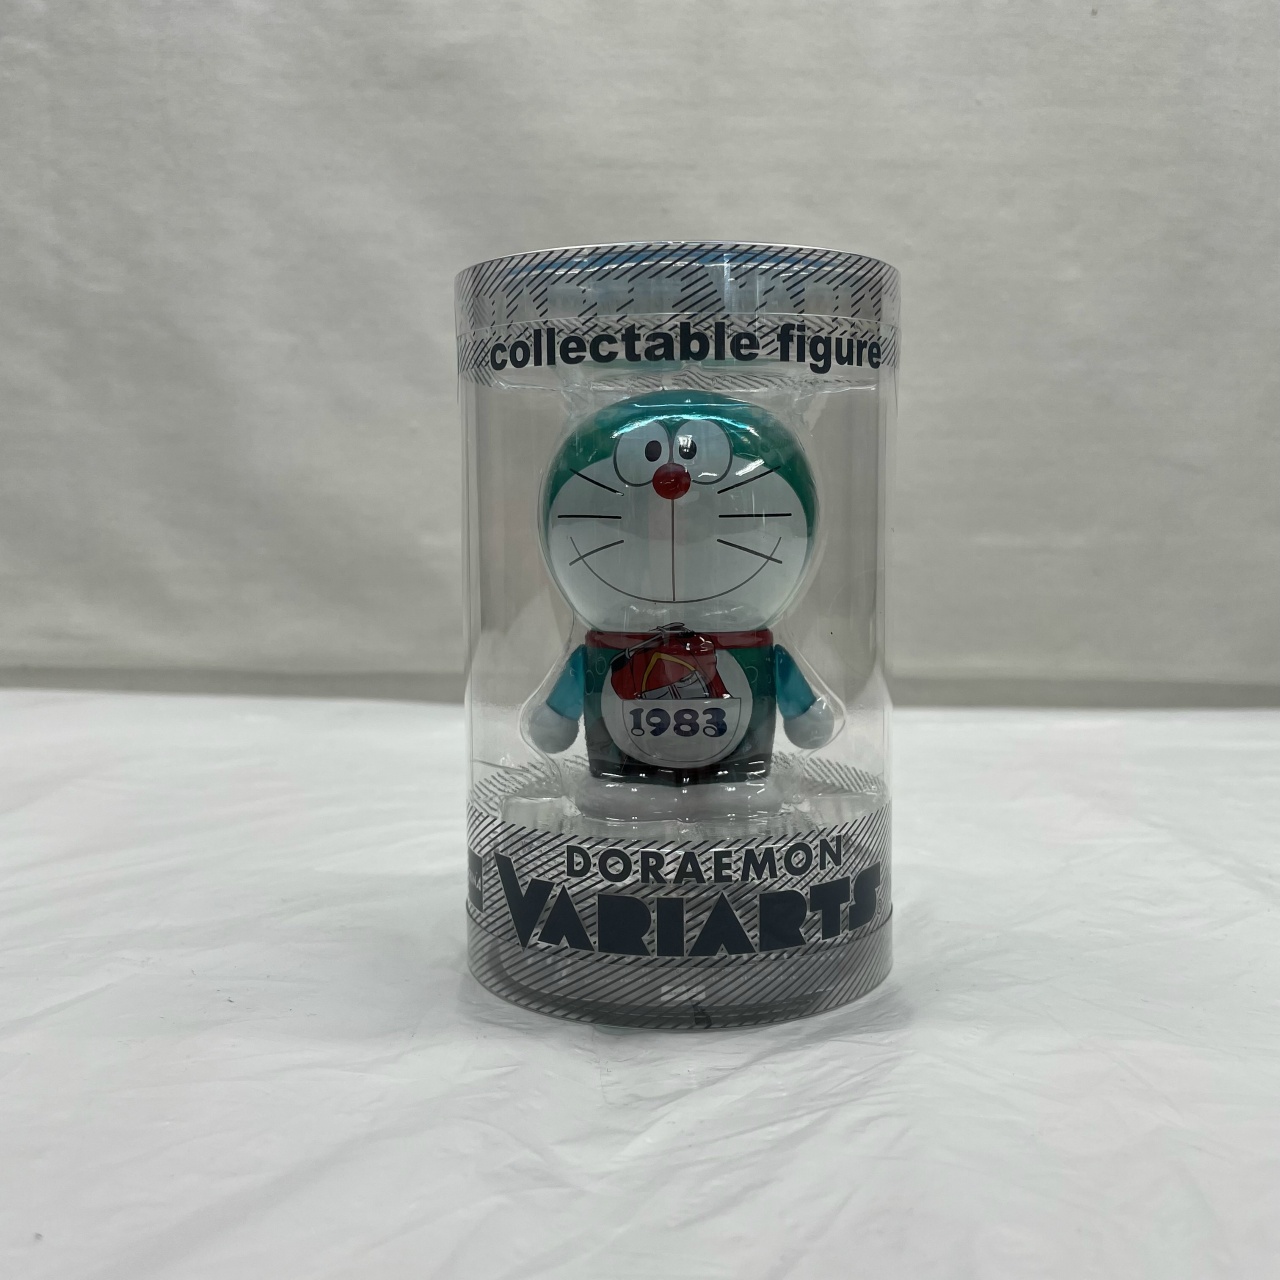 collectable figure
1983
DORAEMON
VARIARTS